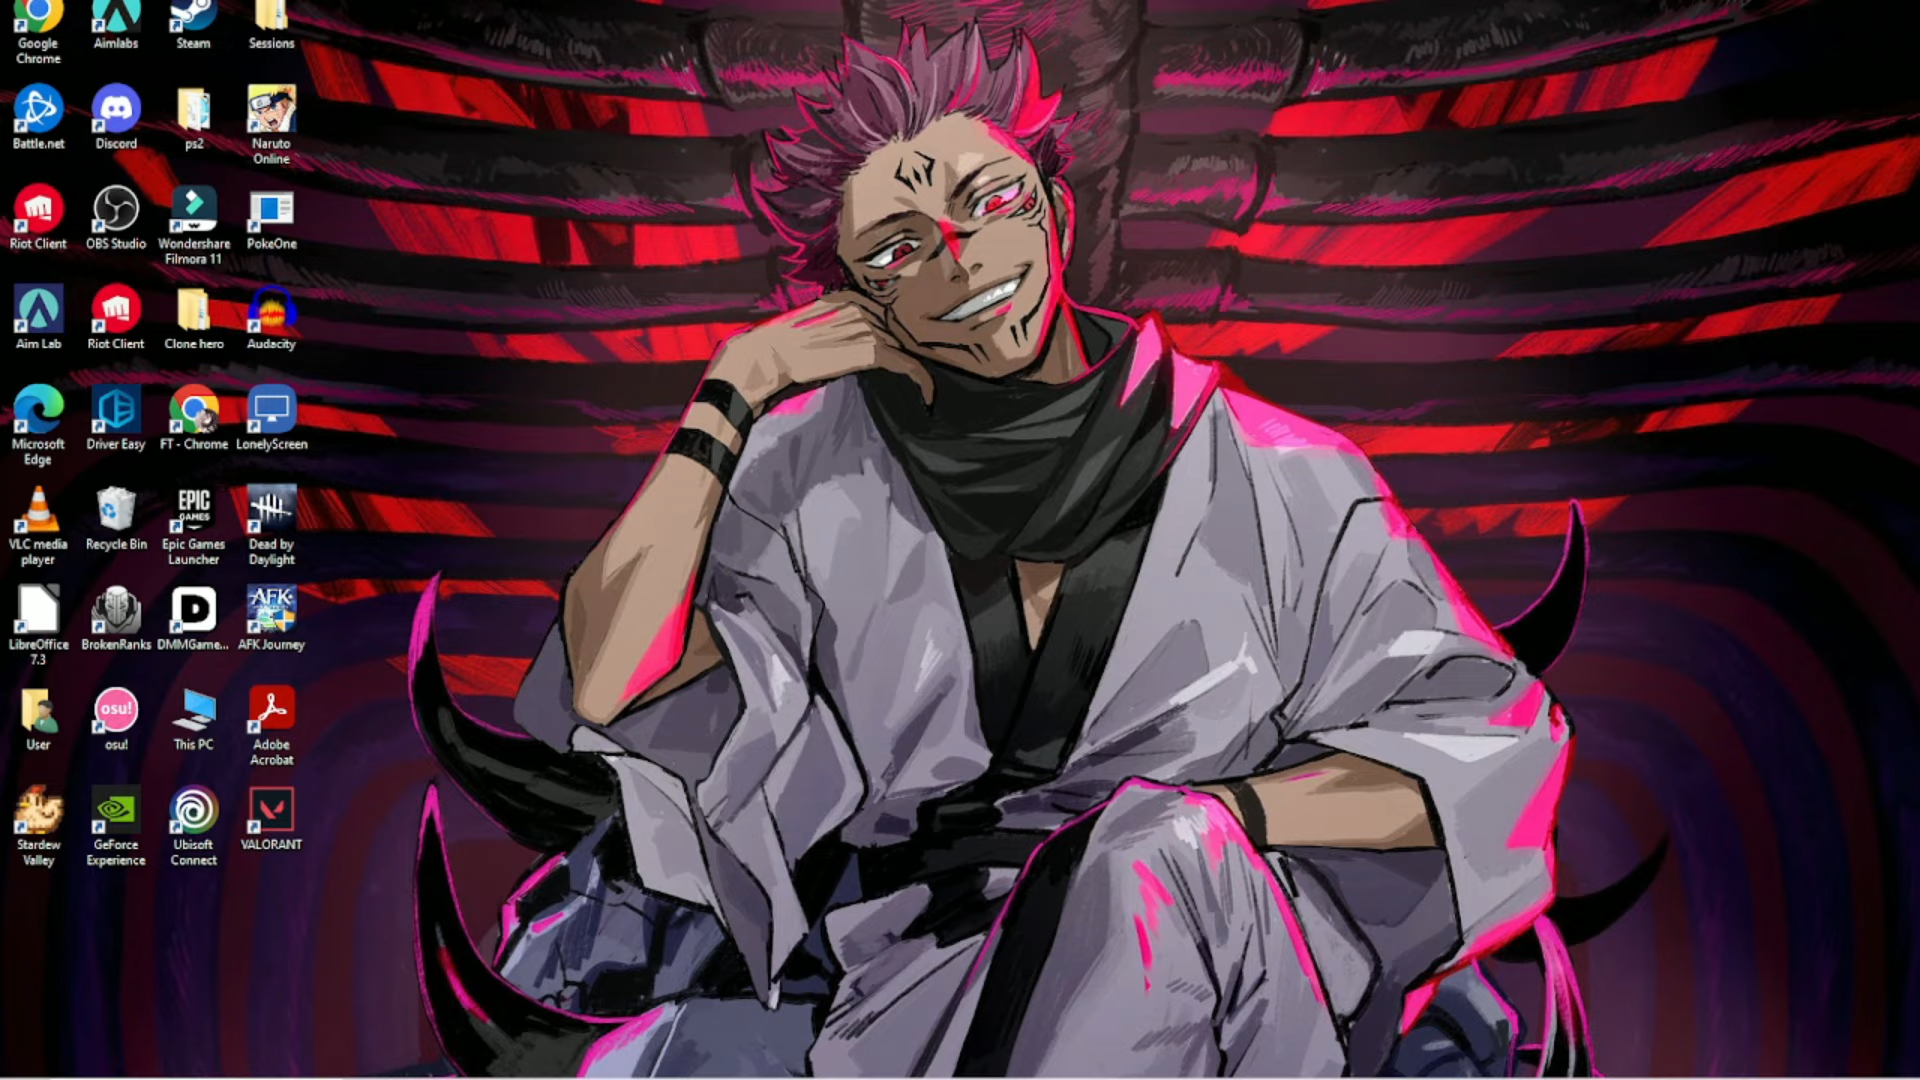 Google
Chrome
Aimlabs
Steam
Sessions
Battle.net
Discord
ps2
Naruto
Online
Riot Client
OBS Studio
Wondershare
Filmora 11
PokeOne
Aim Lab
Riot Client
Clone hero
Audacity
Microsoft
Edge
Driver Easy
FT - Chrome
LonelyScreen
VLC media
player
Recycle Bin
EPIC
GAMES
Epic Games
Launcher
Dead by
Daylight
LibreOffice
7.3
BrokenRanks
D
DMMGame...
AFK
AFK Journey
User
osu!
osu!
This PC
Adobe
Acrobat
Stardew
Valley
GeForce
Experience
Ubisoft
Connect
VALORANT